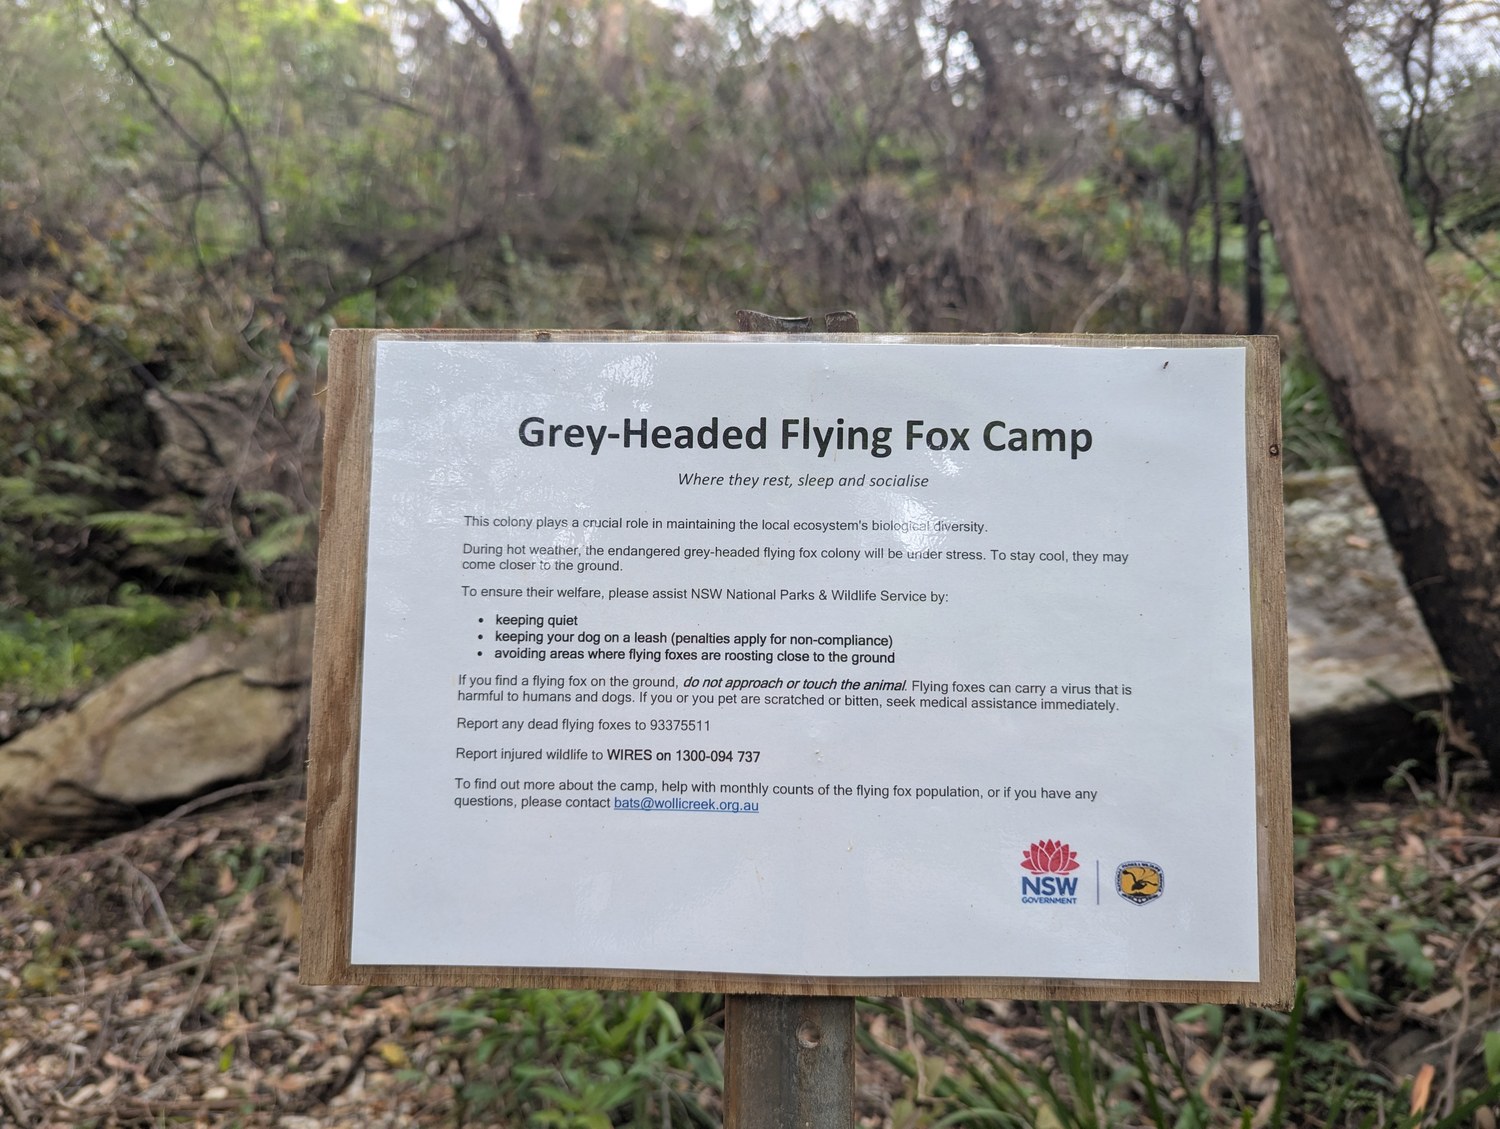 Grey-Headed Flying Fox Camp
Where they rest, sleep and socialise
This colony plays a crucial role in maintaining the local ecosystem's biological diversity.
During hot weather, the endangered grey-headed flying fox colony will be under stress. To stay cool, they may
come closer to the ground.
To ensure their welfare, please assist NSW National Parks & Wildlife Service by:
• keeping quiet
• keeping your dog on a leash (penalties apply for non-compliance)
• avoiding areas where flying foxes are roosting close to the ground
If you find a flying fox on the ground, do not approach or touch the animal. Flying foxes can carry a virus that is
harmful to humans and dogs. If you or you pet are scratched or bitten, seek medical assistance immediately.
Report any dead flying foxes to 93375511
Report injured wildlife to WIRES on 1300-094 737
To find out more about the camp, help with monthly counts of the flying fox population, or if you have any
questions, please contact bats@wollicreek.org.au
NSW
GOVERNMENT